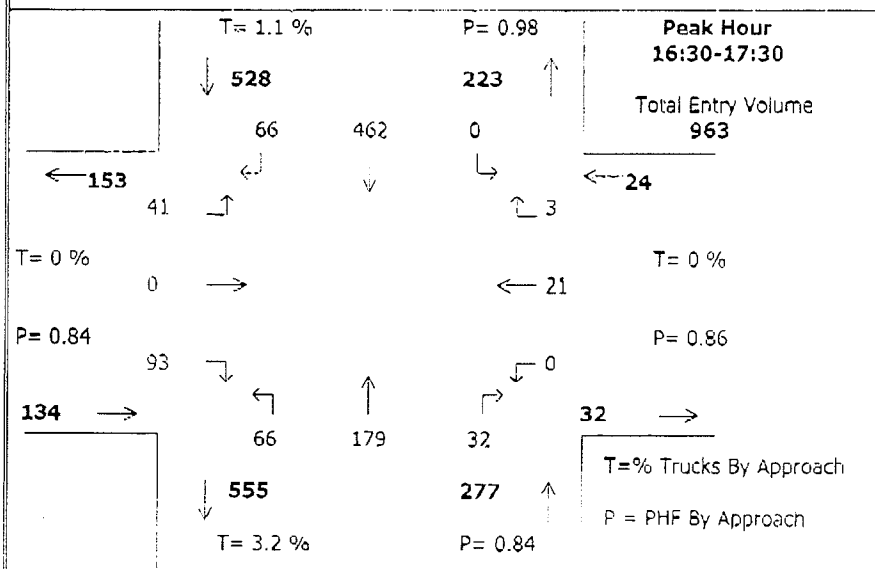 T= 1.1 % P= 0.98 Peak Hour
16:30-17:30
528 223
Total Entry Volume
66 462 0 963
153 24
41 3
T= 0 % T= 0 %
0 21
P= 0.84 P= 0.86
93 0
134 32
66 179 32
T=% Trucks By Approach
555 277
P = PHF By Approach
T= 3.2 % P= 0.84